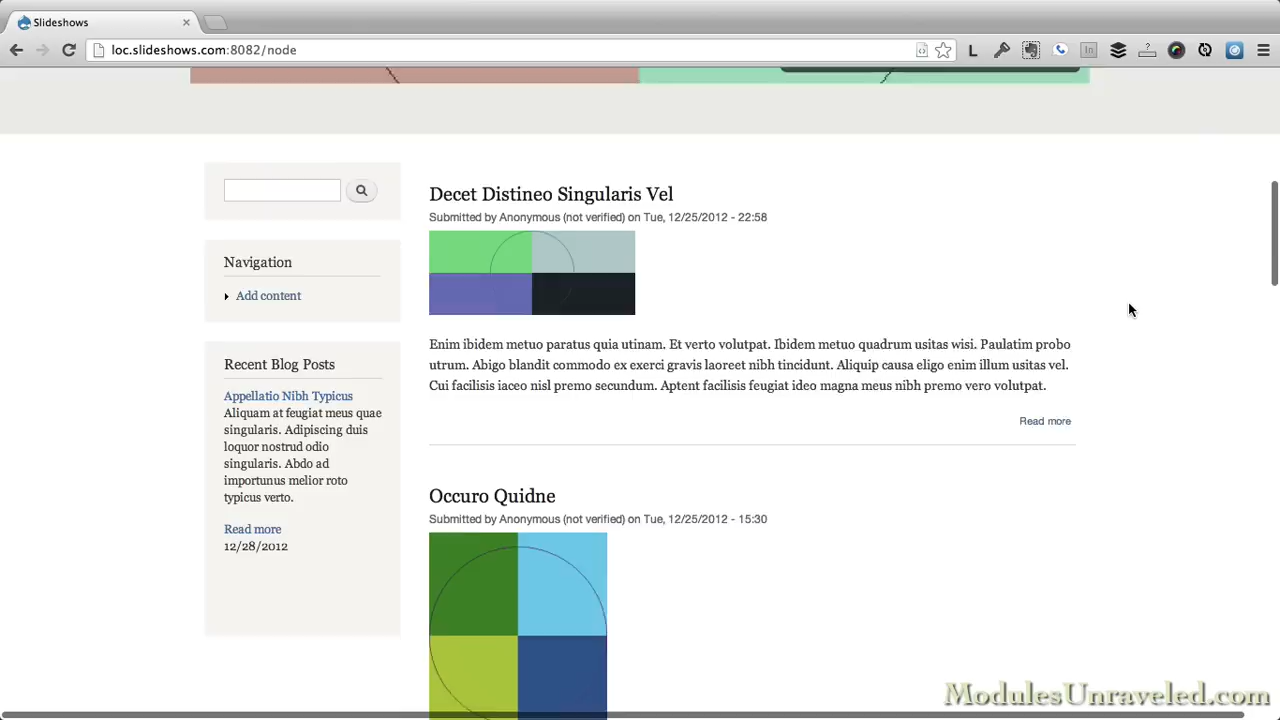 Slideshows
loc.slideshows.com:8082/node
L
In
Decet Distineo Singularis Vel
Submitted by Anonymous (not verified) on Tue, 12/25/2012 - 22:58
Navigation
Add content
Enim ibidem metuo paratus quia utinam. Et verto volutpat. Ibidem metuo quadrum usitas wisi. Paulatim probo
utrum. Abigo blandit commodo ex exerci gravis laoreet nibh tincidunt. Aliquip causa eligo enim illum usitas vel.
Cui facilisis iaceo nisl premo secundum. Aptent facilisis feugiat ideo magna meus nibh premo vero volutpat.
Read more
Recent Blog Posts
Appellatio Nibh Typicus
Aliquam at feugiat meus quae
singularis. Adipiscing duis
loquor nostrud odio
singularis. Abdo ad
importunus melior roto
typicus verto.
Read more
12/28/2012
Occuro Quidne
Submitted by Anonymous (not verified) on Tue, 12/25/2012 - 15:30
ModulesUnraveled.com